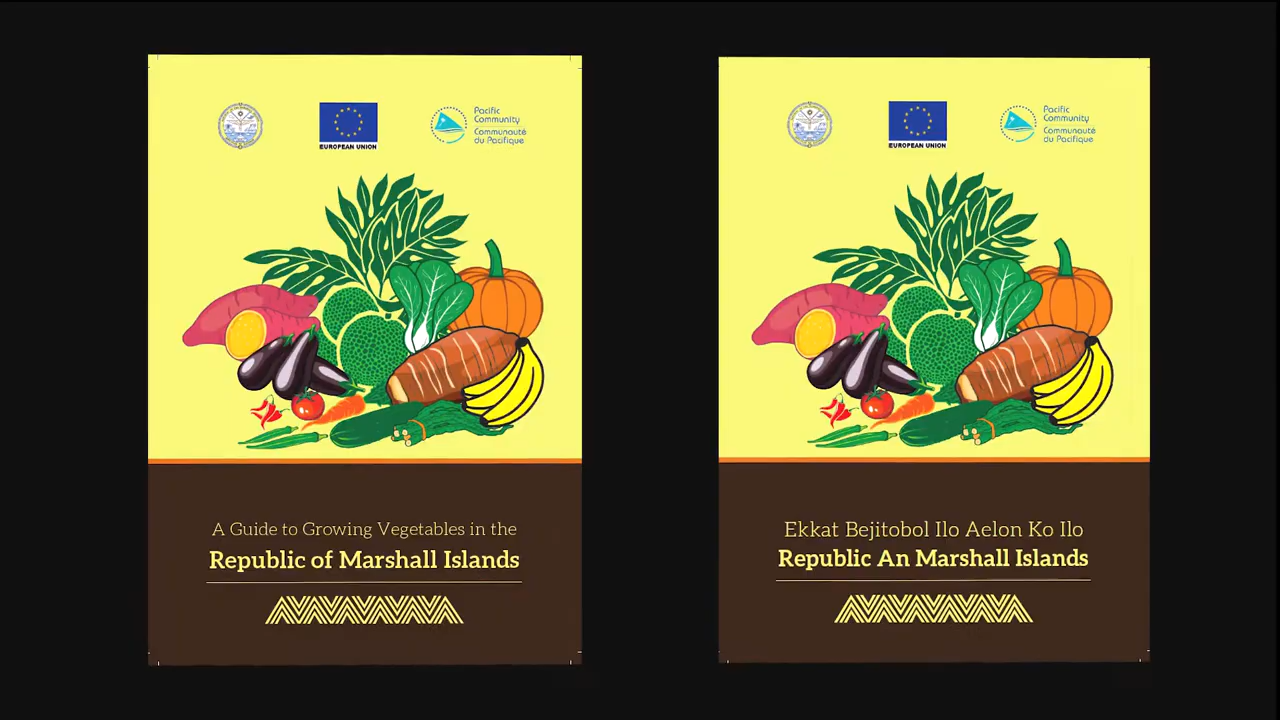 EUROPEAN UNION
Pacific
Community
Communauté
du Pacifique
A Guide to Growing Vegetables in the
Republic of Marshall Islands
EUROPEAN UNION
Pacific
Community
Communauté
du Pacifique
Ekkat Bejitobol Ilo Aelon Ko Ilo
Republic An Marshall Islands